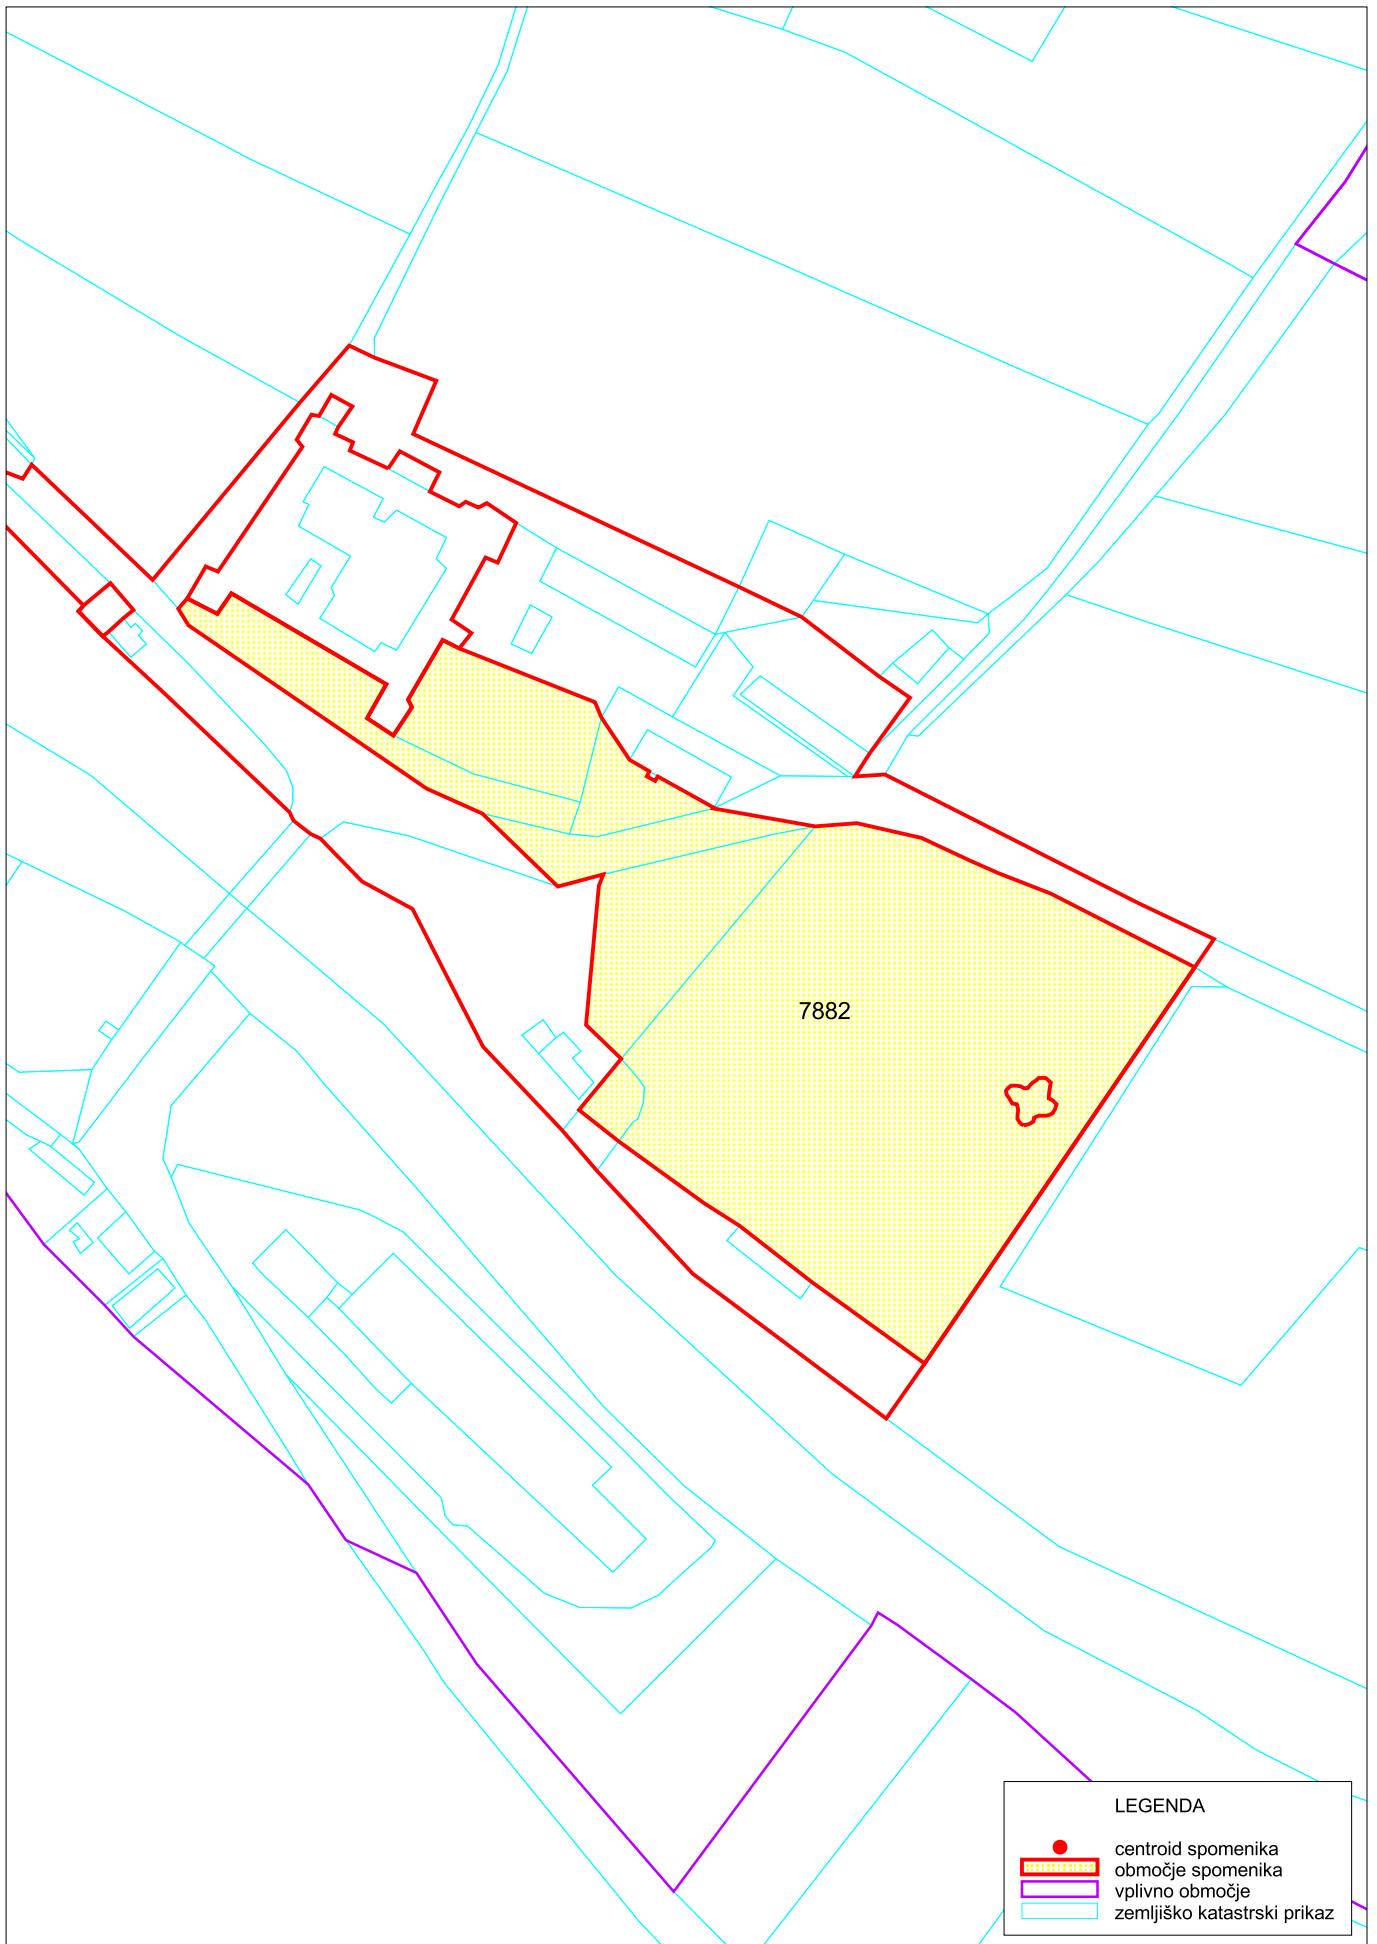 7882
LEGENDA
centroid spomenika
območje spomenika
vplivno območje
zemljiško katastrski prikaz